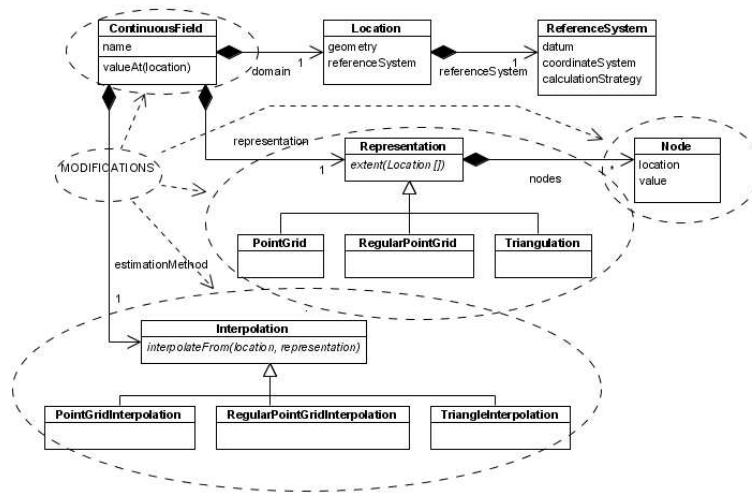 ContinuousField
name
valueAt(location)
Location
geometry
referenceSystem
ReferenceSystem
datum
coordinateSystem
calculationStrategy
domain
1
referenceSystem
1
MODIFICATIONS
representation
1
Representation
extent(Location [])
nodes
*
Node
location
value
PointGrid
RegularPointGrid
Triangulation
estimationMethod
1
Interpolation
interpolateFrom(location, representation)
PointGridInterpolation
RegularPointGridInterpolation
TriangleInterpolation